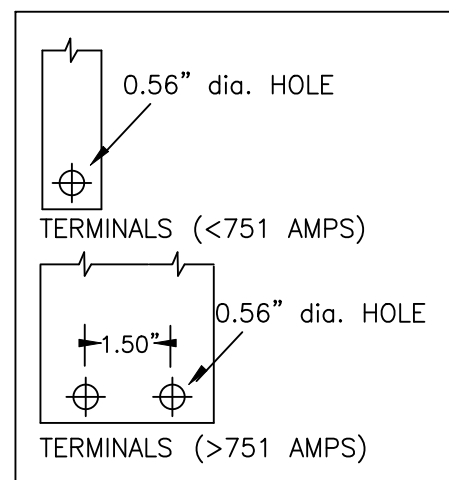 0.56" dia. HOLE
TERMINALS (<751 AMPS)
0.56" dia. HOLE
1.50"
TERMINALS (>751 AMPS)